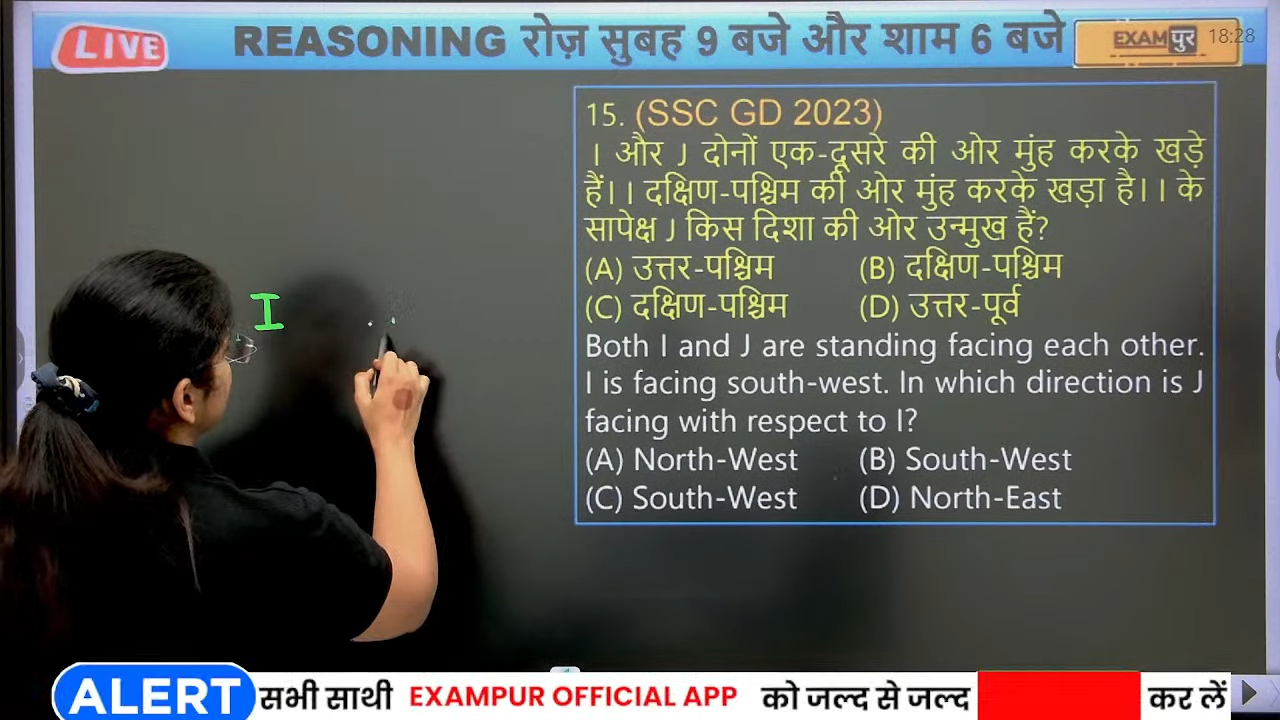 LIVE
REASONING रोज़ सुबह 9 बजे और शाम 6 बजे
EXAMपुर
18:28
15. (SSC GD 2023)
I और J दोनों एक-दूसरे की ओर मुंह करके खड़े
हैं। I दक्षिण-पश्चिम की ओर मुंह करके खड़ा है। I के
सापेक्ष J किस दिशा की ओर उन्मुख हैं?
(A) उत्तर-पश्चिम (B) दक्षिण-पश्चिम
(C) दक्षिण-पश्चिम (D) उत्तर-पूर्व
Both I and J are standing facing each other.
I is facing south-west. In which direction is J
facing with respect to I?
(A) North-West (B) South-West
(C) South-West (D) North-East
I
ALERT सभी साथी EXAMPUR OFFICIAL APP को जल्द से जल्द कर लें